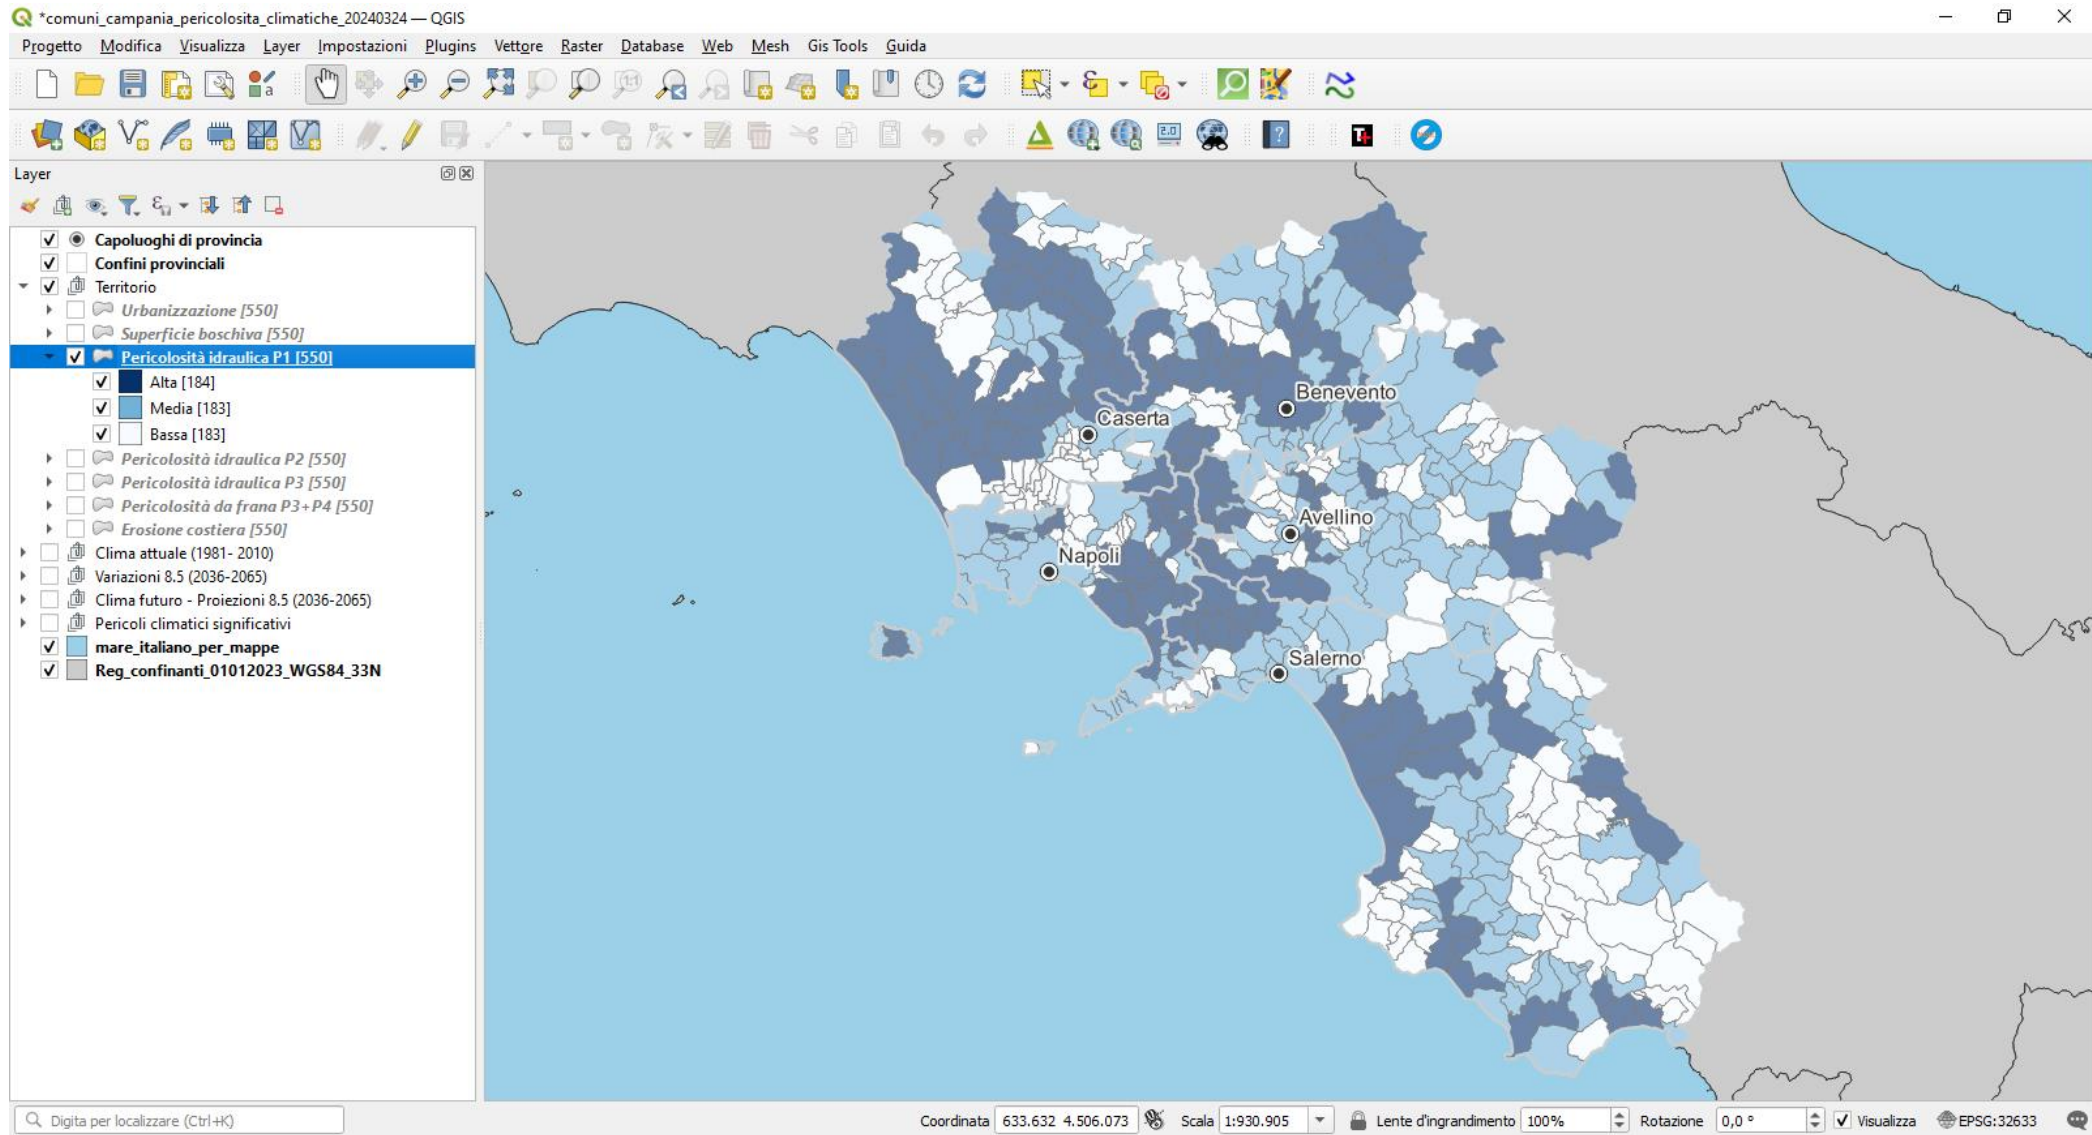 *comuni_campania_pericolosita_climatiche_20240324 — QGIS
Progetto Modifica Visualizza Layer Impostazioni Plugins Vettore Raster Database Web Mesh Gis Tools Guida
Layer
Capoluoghi di provincia
Confini provinciali
Territorio
Urbanizzazione [550]
Superficie boschiva [550]
Pericolosità idraulica P1 [550]
Alta [184]
Media [183]
Bassa [183]
Pericolosità idraulica P2 [550]
Pericolosità idraulica P3 [550]
Pericolosità da frana P3+P4 [550]
Erosione costiera [550]
Clima attuale (1981- 2010)
Variazioni 8.5 (2036-2065)
Clima futuro - Proiezioni 8.5 (2036-2065)
Pericoli climatici significativi
mare_italiano_per_mappe
Reg_confinanti_01012023_WGS84_33N
Benevento
Caserta
Avellino
Napoli
Salerno
Digita per localizzare (Ctrl+K)
Coordinata 633.632 4.506.073 Scala 1:930.905 Lente d'ingrandimento 100% Rotazione 0,0 ° Visualizza EPSG:32633